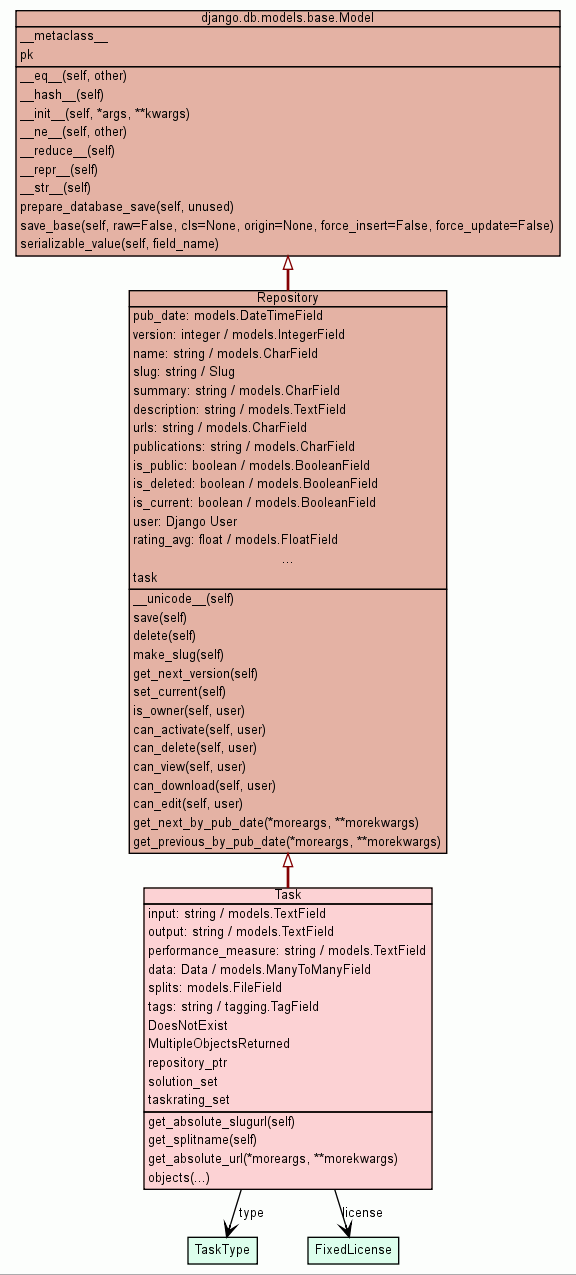 django.db.models.base.Model
__metaclass__
pk
__eq__(self, other)
__hash__(self)
__init__(self, *args, **kwargs)
__ne__(self, other)
__reduce__(self)
__repr__(self)
__str__(self)
prepare_database_save(self, unused)
save_base(self, raw=False, cls=None, origin=None, force_insert=False, force_update=False)
serializable_value(self, field_name)
Repository
pub_date: models.DateTimeField
version: integer / models.IntegerField
name: string / models.CharField
slug: string / Slug
summary: string / models.CharField
description: string / models.TextField
urls: string / models.CharField
publications: string / models.CharField
is_public: boolean / models.BooleanField
is_deleted: boolean / models.BooleanField
is_current: boolean / models.BooleanField
user: Django User
rating_avg: float / models.FloatField
...
task
__unicode__(self)
save(self)
delete(self)
make_slug(self)
get_next_version(self)
set_current(self)
is_owner(self, user)
can_activate(self, user)
can_delete(self, user)
can_view(self, user)
can_download(self, user)
can_edit(self, user)
get_next_by_pub_date(*moreargs, **morekwargs)
get_previous_by_pub_date(*moreargs, **morekwargs)
Task
input: string / models.TextField
output: string / models.TextField
performance_measure: string / models.TextField
data: Data / models.ManyToManyField
splits: models.FileField
tags: string / tagging.TagField
DoesNotExist
MultipleObjectsReturned
repository_ptr
solution_set
taskrating_set
get_absolute_slugurl(self)
get_splitname(self)
get_absolute_url(*moreargs, **morekwargs)
objects(...)
type
license
TaskType
FixedLicense